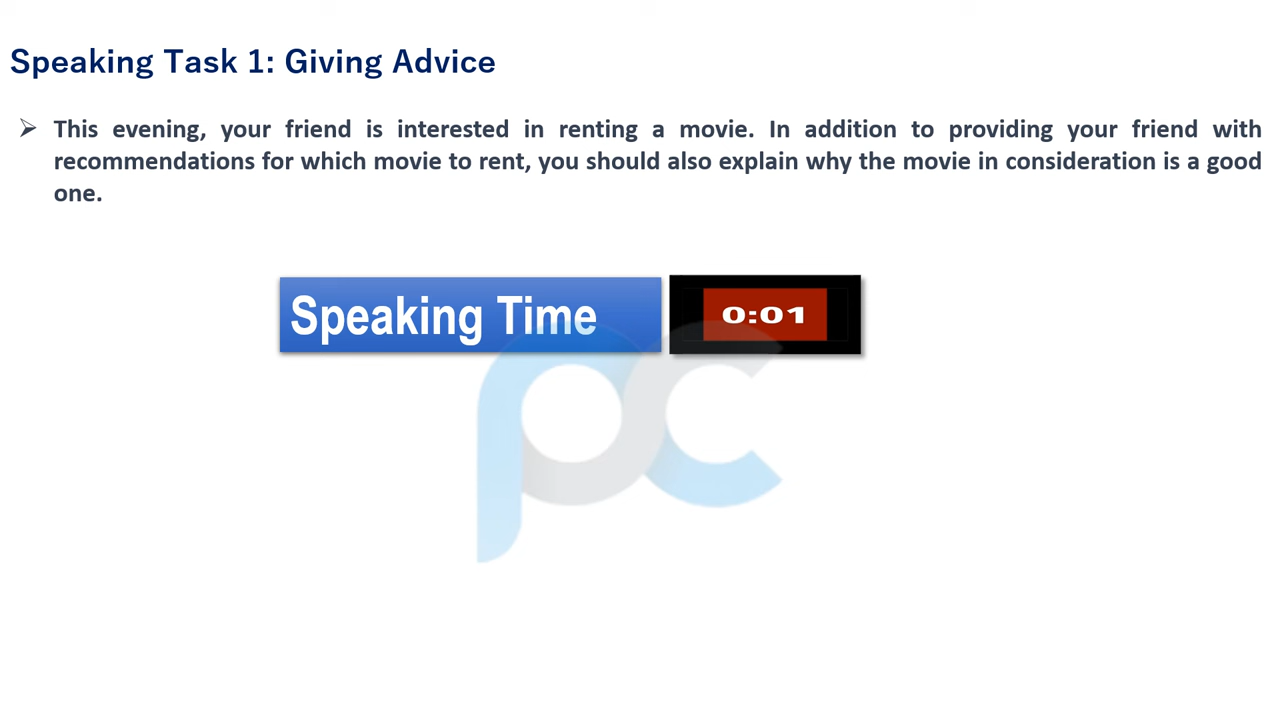 Speaking Task 1: Giving Advice
This evening, your friend is interested in renting a movie. In addition to providing your friend with
recommendations for which movie to rent, you should also explain why the movie in consideration is a good
one.
Speaking Time
0:01
pc